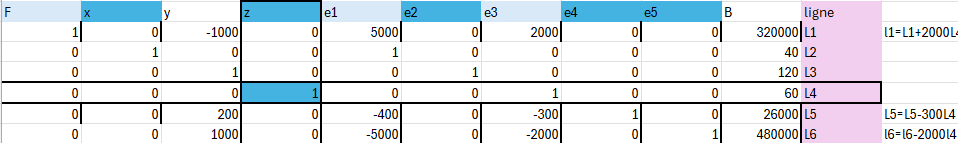 F x y z e1 e2 e3 e4 e5 B ligne
1 0 -1000 0 5000 0 2000 0 0 320000 L1 l1=L1+2000L4
0 1 0 0 1 0 0 0 0 40 L2
0 0 1 0 0 1 0 0 0 120 L3
0 0 0 1 0 0 1 0 0 60 L4
0 0 200 0 -400 0 -300 1 0 26000 L5 L5=L5-300L4
0 0 1000 0 -5000 0 -2000 0 1 480000 L6 l6=l6-2000l4